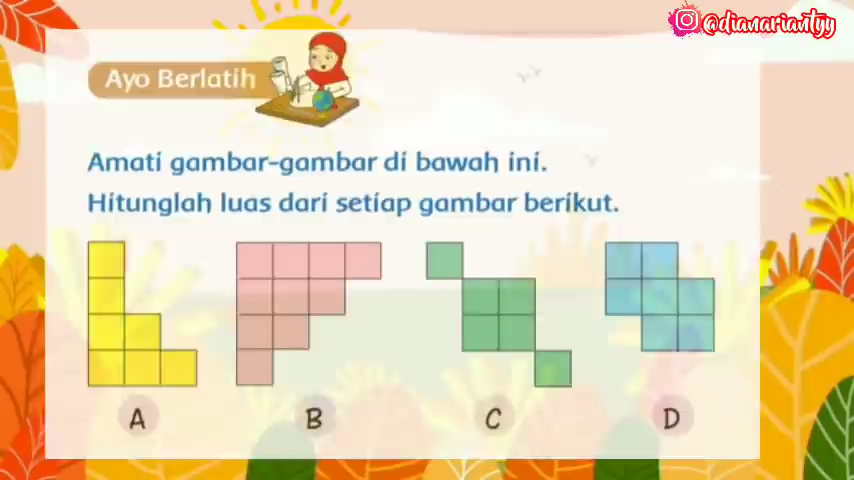 @dianariantyy
Ayo Berlatih
Amati gambar-gambar di bawah ini.
Hitunglah luas dari setiap gambar berikut.
A B C D